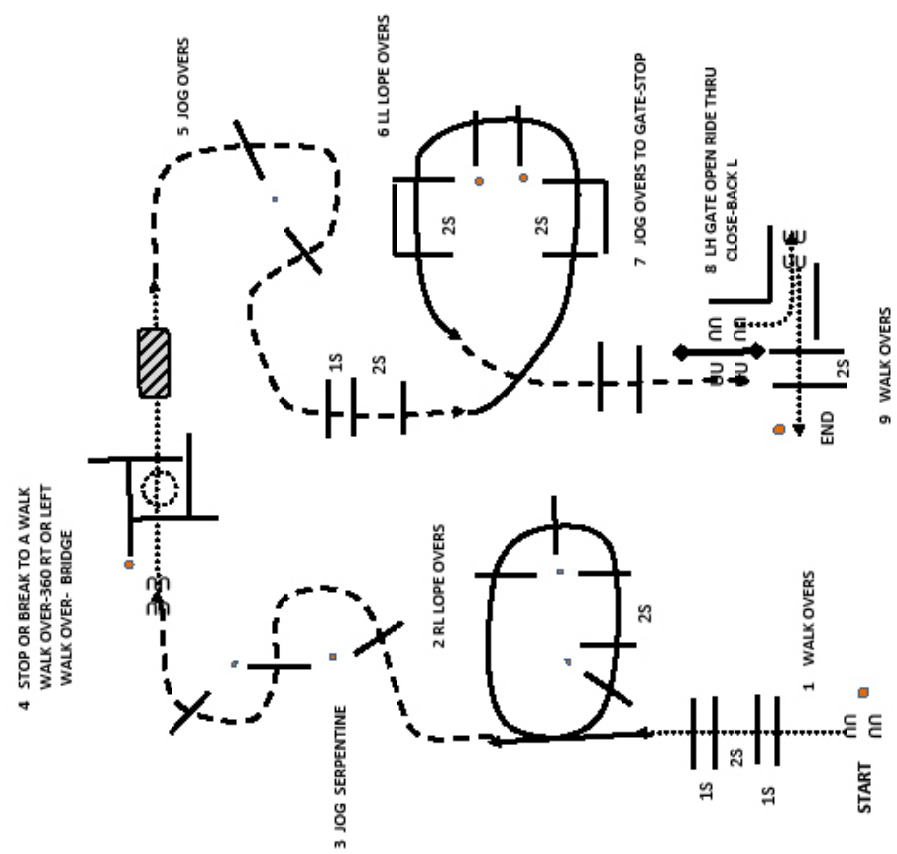 START
1 WALK OVERS
1S
2S
1S
2 RL LOPE OVERS
2S
3 JOG SERPENTINE
4 STOP OR BREAK TO A WALK
WALK OVER-360 RT OR LEFT
WALK OVER- BRIDGE
5 JOG OVERS
1S
2S
6 LL LOPE OVERS
2S
2S
7 JOG OVERS TO GATE-STOP
8 LH GATE OPEN RIDE THRU
CLOSE-BACK L
9 WALK OVERS
2S
END